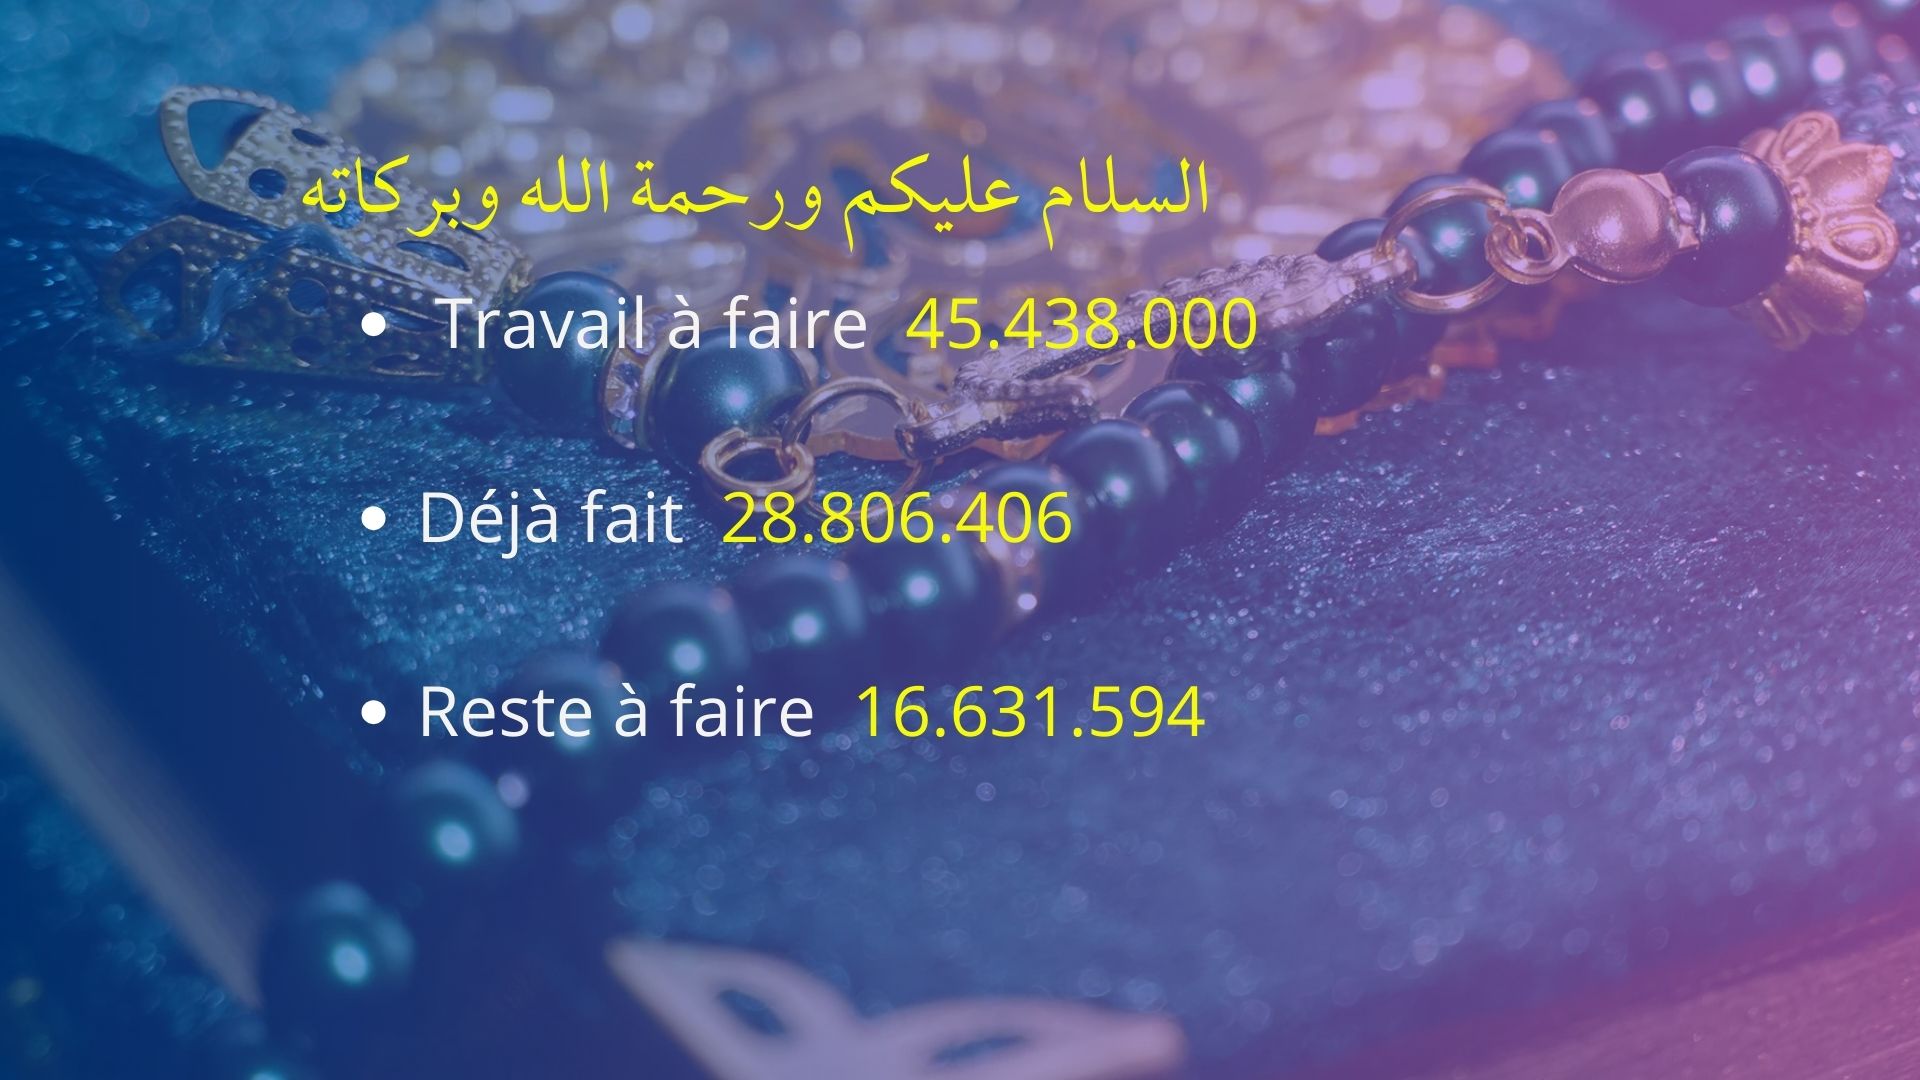 السلام عليكم ورحمة الله وبركاته
• Travail à faire 45.438.000
• Déjà fait 28.806.406
• Reste à faire 16.631.594